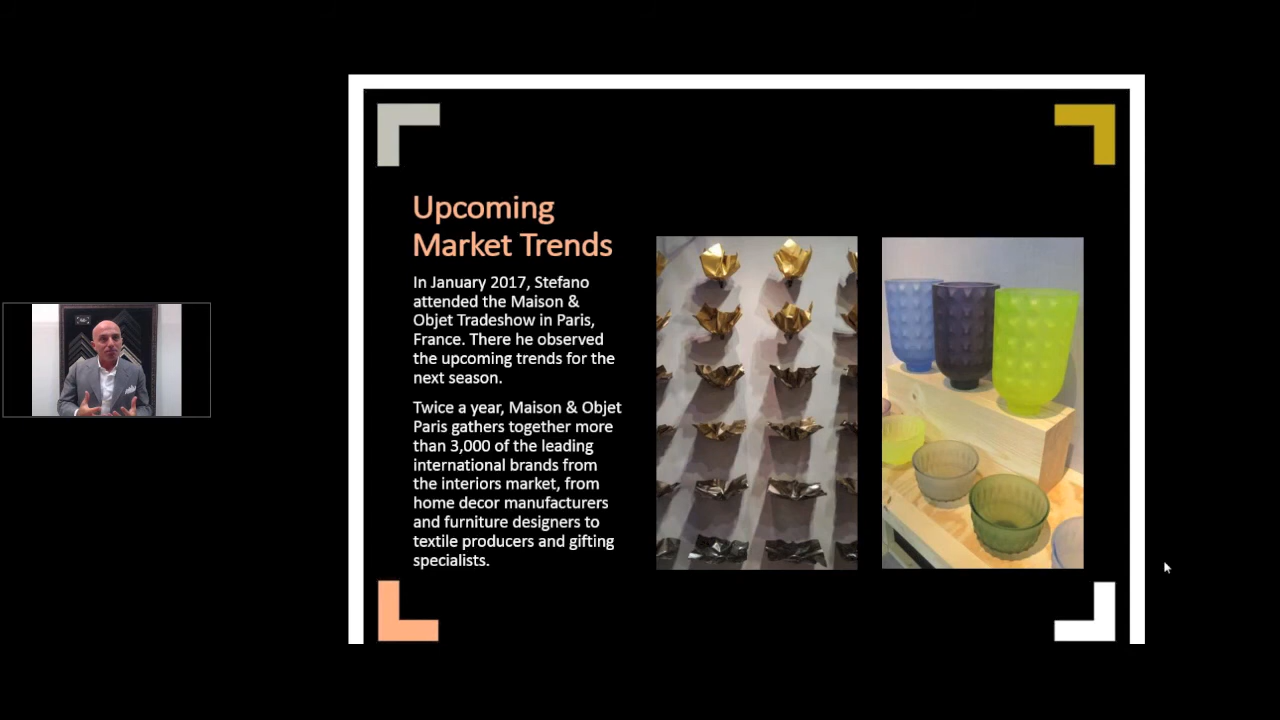 Upcoming
Market Trends
In January 2017, Stefano
attended the Maison &
Objet Tradeshow in Paris,
France. There he observed
the upcoming trends for the
next season.
Twice a year, Maison & Objet
Paris gathers together more
than 3,000 of the leading
international brands from
the interiors market, from
home decor manufacturers
and furniture designers to
textile producers and gifting
specialists.